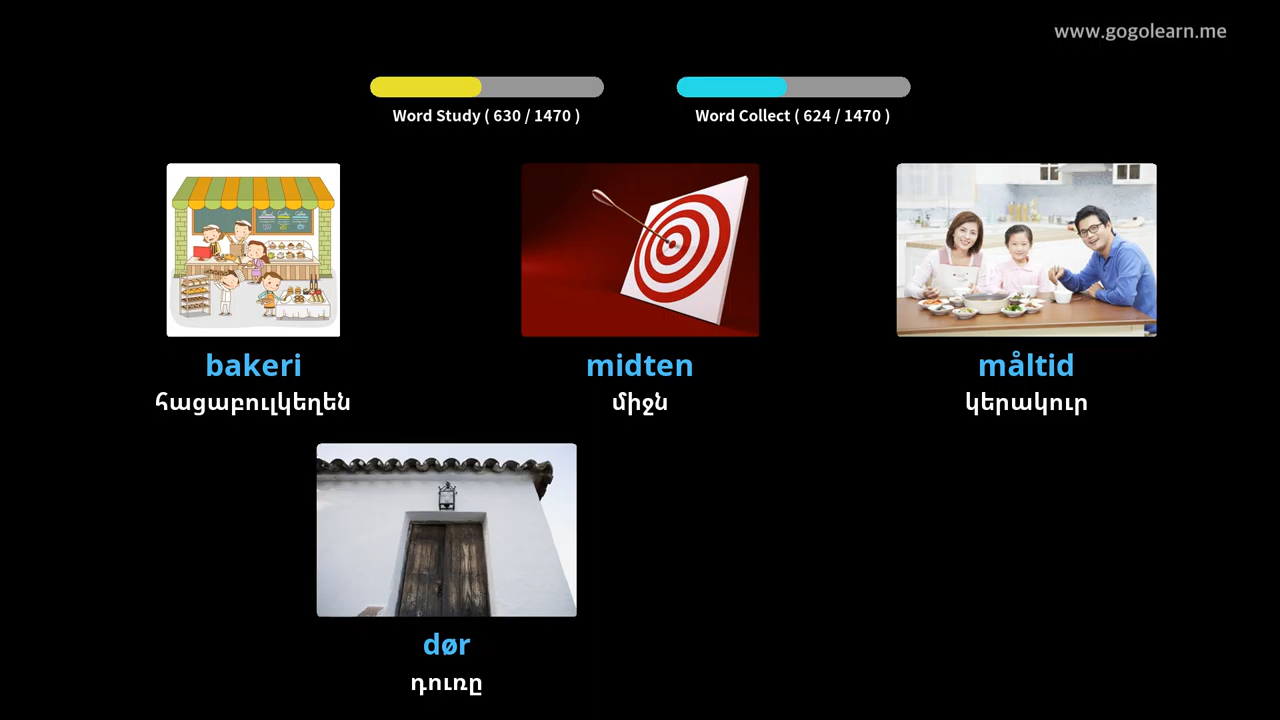 www.gogolearn.me
Word Study ( 630 / 1470 )
Word Collect ( 624 / 1470 )
bakeri
հացաբուլկեղեն
midten
միջն
måltid
կերակուր
dør
դուռը